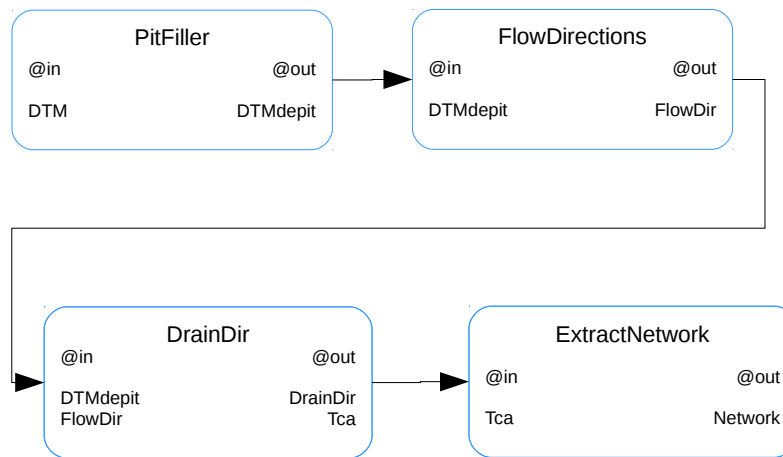 PitFiller
@in @out
DTM DTMdepit
FlowDirections
@in @out
DTMdepit FlowDir
DrainDir
@in @out
DTMdepit DrainDir
FlowDir Tca
ExtractNetwork
@in @out
Tca Network